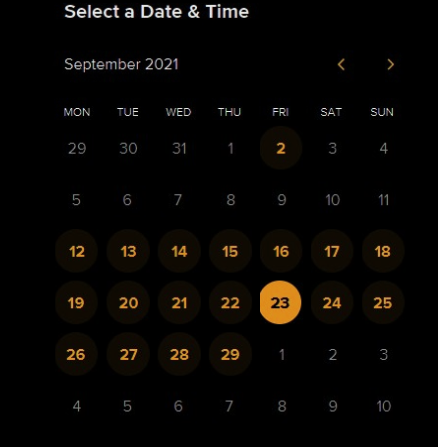 Select a Date & Time
September 2021 < >
MON TUE WED THU FRI SAT SUN
29 30 31 1 2 3 4
5 6 7 8 9 10 11
12 13 14 15 16 17 18
19 20 21 22 23 24 25
26 27 28 29 1 2 3
4 5 6 7 8 9 10